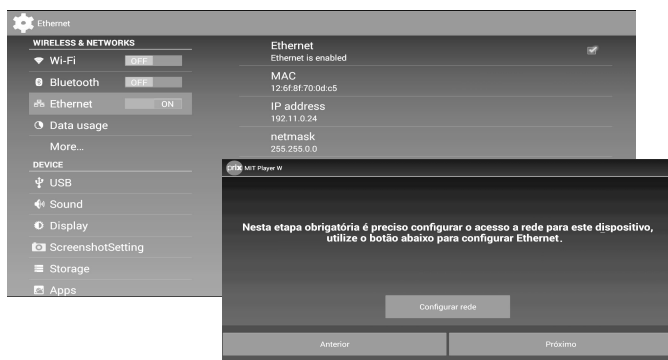 Ethernet
WIRELESS & NETWORKS
Wi-Fi OFF
Bluetooth OFF
Ethernet ON
Data usage
More...
DEVICE
USB
Sound
Display
ScreenshotSetting
Storage
Apps
Ethernet
Ethernet is enabled
MAC
12:6f:8f:70:0d:c5
IP address
192.11.0.24
netmask
255.255.0.0
prix MIT Player W
Nesta etapa obrigatória é preciso configurar o acesso a rede para este dispositivo,
utilize o botão abaixo para configurar Ethernet.
Configurar rede
Anterior Próximo